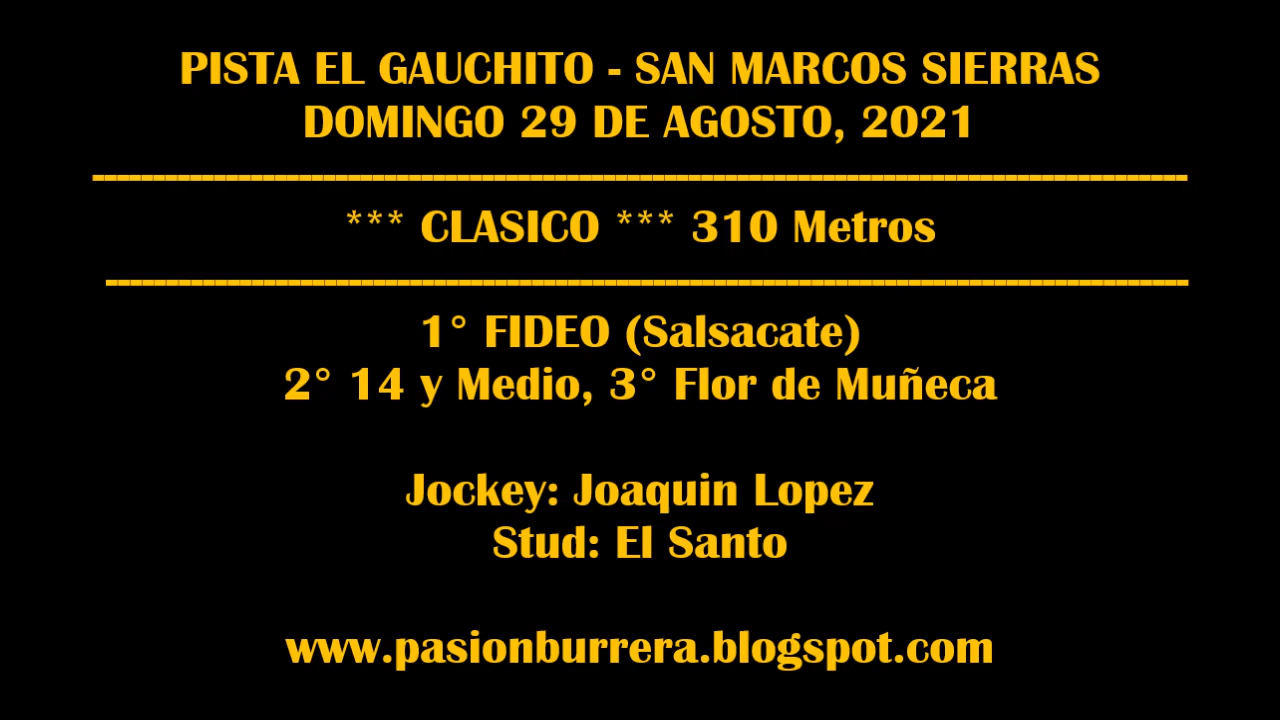 PISTA EL GAUCHITO - SAN MARCOS SIERRAS
DOMINGO 29 DE AGOSTO, 2021
--------------------------------------------------------------------------------
*** CLASICO *** 310 Metros
--------------------------------------------------------------------------------
1° FIDEO (Salsacate)
2° 14 y Medio, 3° Flor de Muñeca
Jockey: Joaquin Lopez
Stud: El Santo
www.pasionburrera.blogspot.com